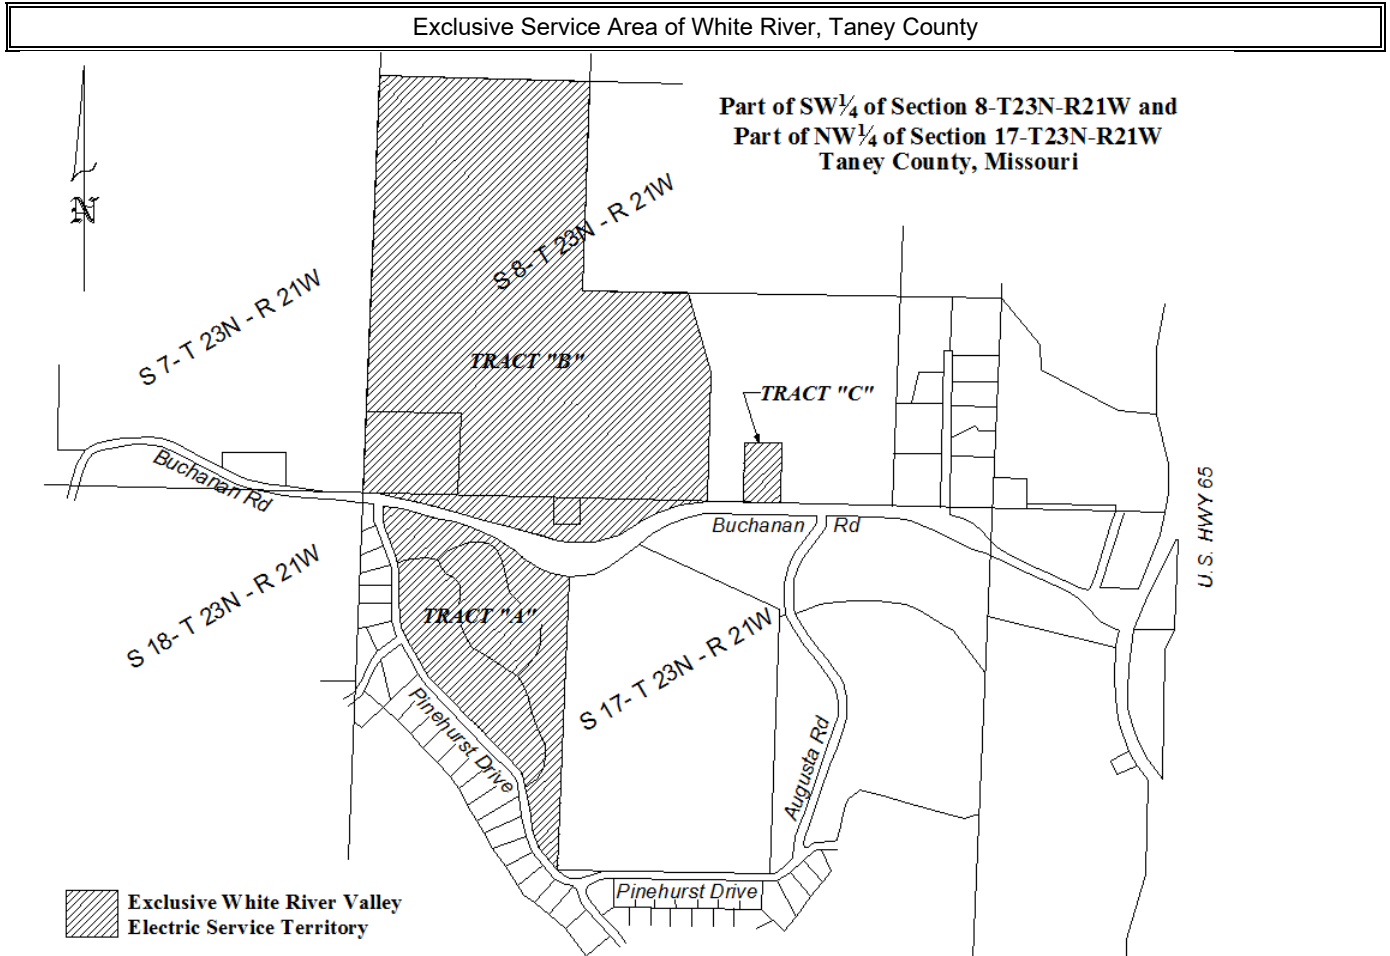 Exclusive Service Area of White River, Taney County
Part of SW¼ of Section 8-T23N-R21W and
Part of NW¼ of Section 17-T23N-R21W
Taney County, Missouri
N
S 8- T 23N - R 21W
S 7- T 23N - R 21W
TRACT "B"
TRACT "C"
Buchanan Rd
U.S. HWY 65
Buchanan Rd
S 18- T 23N - R 21W
TRACT "A"
S 17- T 23N - R 21W
Pinehurst Drive
Augusta Rd
Pinehurst Drive
Exclusive White River Valley
Electric Service Territory